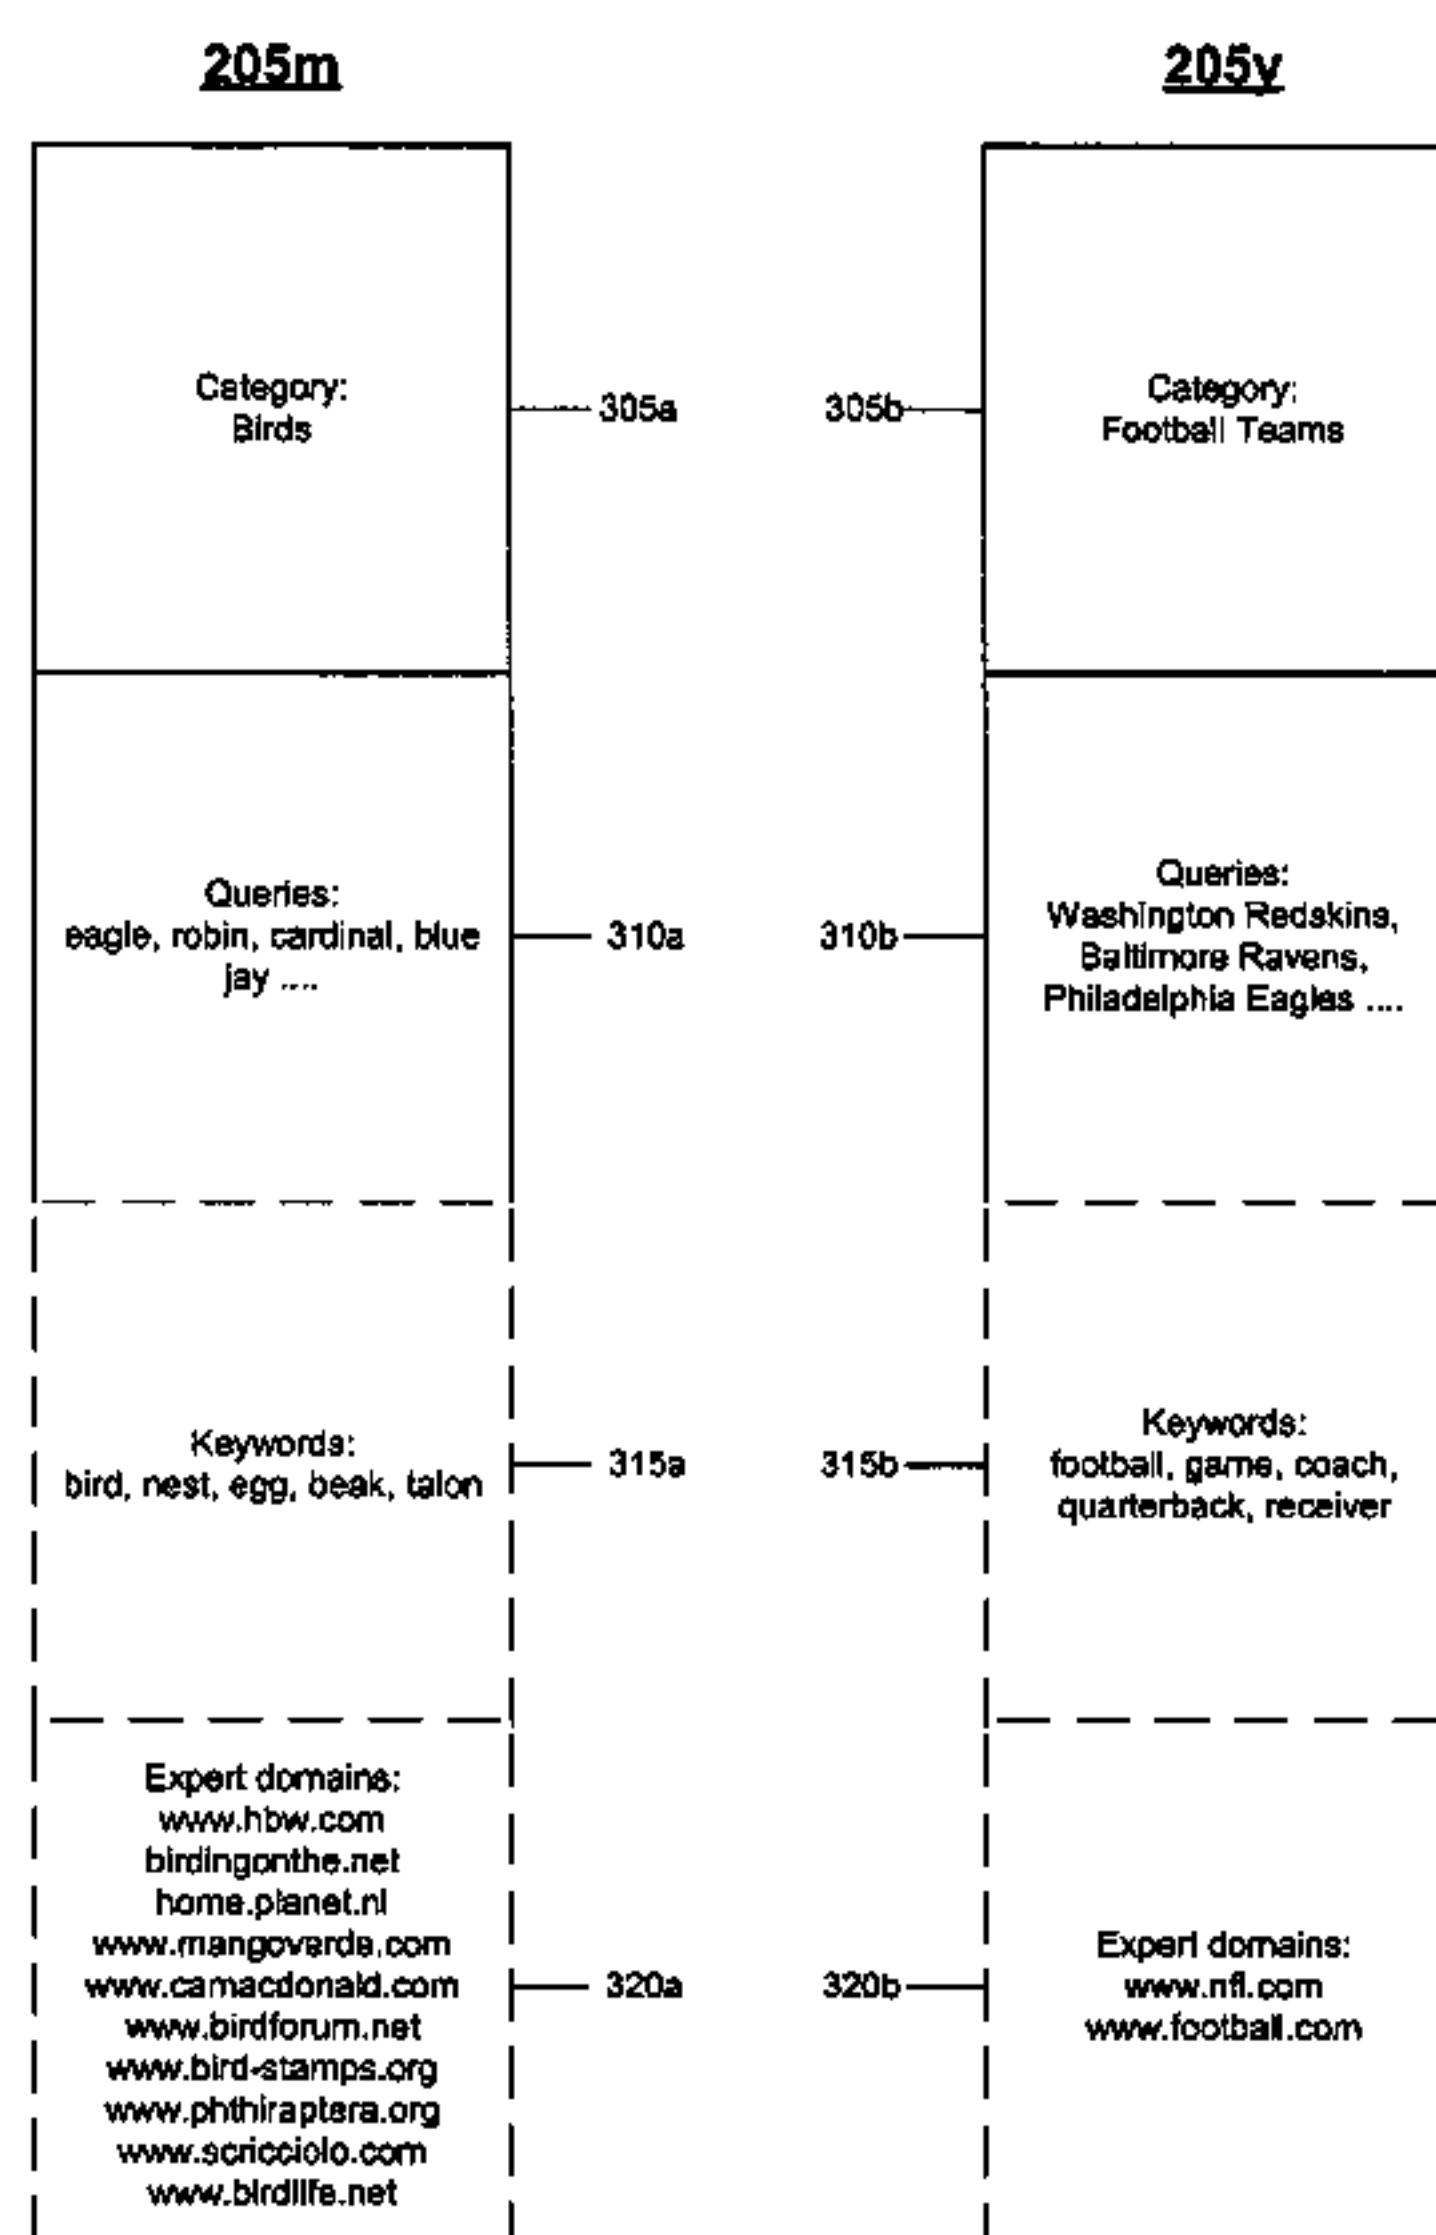 205m
Category:
Birds
305a
Queries:
eagle, robin, cardinal, blue
jay ....
310a
Keywords:
bird, nest, egg, beak, talon
315a
Expert domains:
www.hbw.com
birdingonthe.net
home.planet.nl
www.mangoverde.com
www.camacdonald.com
www.birdforum.net
www.bird-stamps.org
www.phthiraptera.org
www.scricciolo.com
www.birdlife.net
320a
205y
Category:
Football Teams
305b
Queries:
Washington Redskins,
Baltimore Ravens,
Philadelphia Eagles ....
310b
Keywords:
football, game, coach,
quarterback, receiver
315b
Expert domains:
www.nfl.com
www.football.com
320b